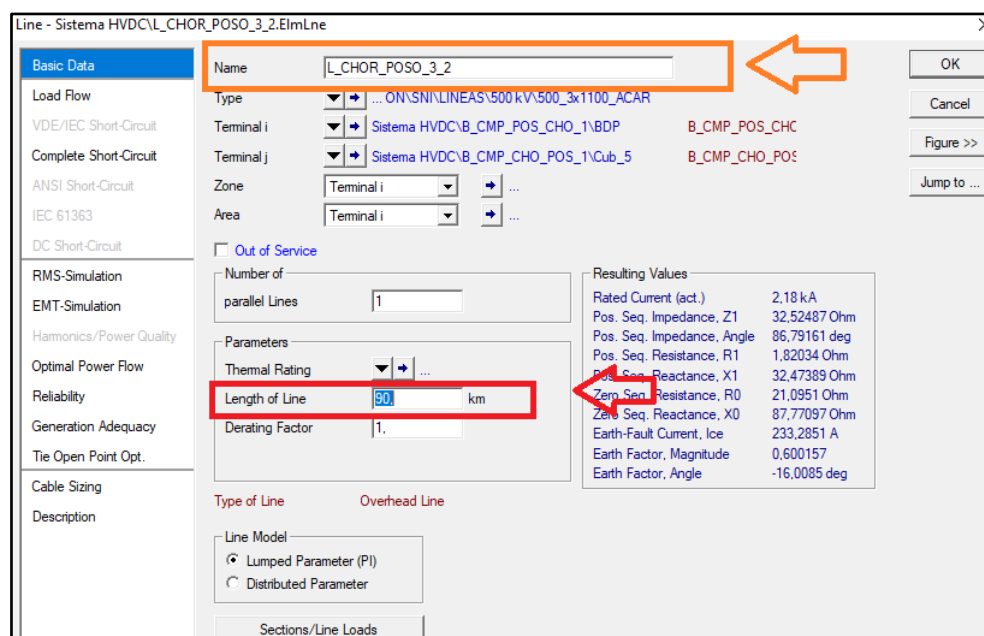 Line - Sistema HVDC\L_CHOR_POSO_3_2.ElmLne
Basic Data
Load Flow
VDE/IEC Short-Circuit
Complete Short-Circuit
ANSI Short-Circuit
IEC 61363
DC Short-Circuit
RMS-Simulation
EMT-Simulation
Harmonics/Power Quality
Optimal Power Flow
Reliability
Generation Adequacy
Tie Open Point Opt.
Cable Sizing
Description
Name L_CHOR_POSO_3_2
Type ... ON\SNI\LINEAS\500 kV\500_3x1100_ACAR
Terminal i Sistema HVDC\B_CMP_POS_CHO_1\BDP B_CMP_POS_CHC
Terminal j Sistema HVDC\B_CMP_CHO_POS_1\Cub_5 B_CMP_CHO_POS
Zone Terminal i ...
Area Terminal i ...
Out of Service
Number of
parallel Lines 1
Parameters
Thermal Rating ...
Length of Line 90, km
Derating Factor 1,
Type of Line Overhead Line
Line Model
Lumped Parameter (PI)
Distributed Parameter
Sections/Line Loads
Resulting Values
Rated Current (act.) 2,18 kA
Pos. Seq. Impedance, Z1 32,52487 Ohm
Pos. Seq. Impedance, Angle 86,79161 deg
Pos. Seq. Resistance, R1 1,82034 Ohm
Pos. Seq. Reactance, X1 32,47389 Ohm
Zero Seq. Resistance, R0 21,0951 Ohm
Zero Seq. Reactance, X0 87,77097 Ohm
Earth-Fault Current, Ice 233,2851 A
Earth Factor, Magnitude 0,600157
Earth Factor, Angle -16,0085 deg
OK
Cancel
Figure >>
Jump to ...